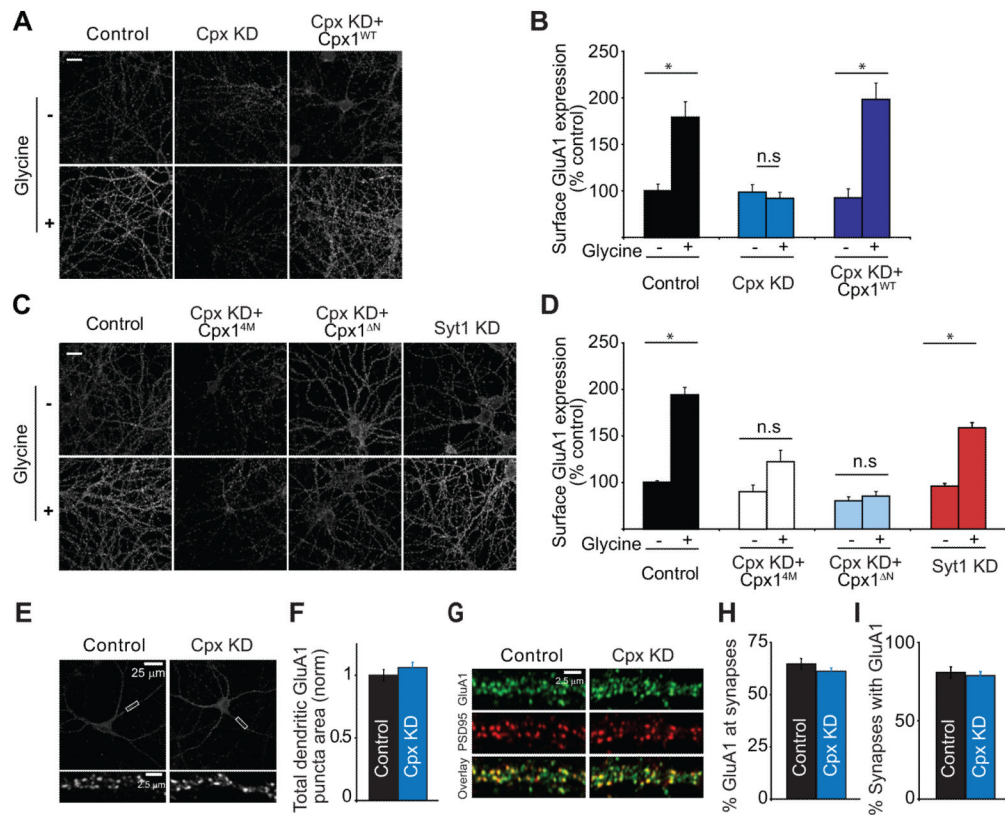 A
Control
Cpx KD
Cpx KD+
Cpx1WT
Glycine
-
+
B
Surface GluA1 expression
(% control)
250
200
150
100
*
n.s
*
Glycine - + - + - +
Control
Cpx KD
Cpx KD+
Cpx1WT
C
Control
Cpx KD+
Cpx14M
Cpx KD+
Cpx1ΔN
Syt1 KD
Glycine
-
+
D
Surface GluA1 expression
(% control)
250
200
150
100
*
n.s
n.s
*
Glycine - + - + - + - +
Control
Cpx KD+
Cpx14M
Cpx KD+
Cpx1ΔN
Syt1 KD
E
Control
Cpx KD
25 μm
2.5 μm
F
Total dendritic GluA1
puncta area (norm)
1
0.5
0
Control
Cpx KD
G
Control
Cpx KD
2.5 μm
GluA1
PSD95
Overlay
H
% GluA1 at synapses
75
50
25
0
Control
Cpx KD
I
% Synapses with GluA1
100
50
0
Control
Cpx KD